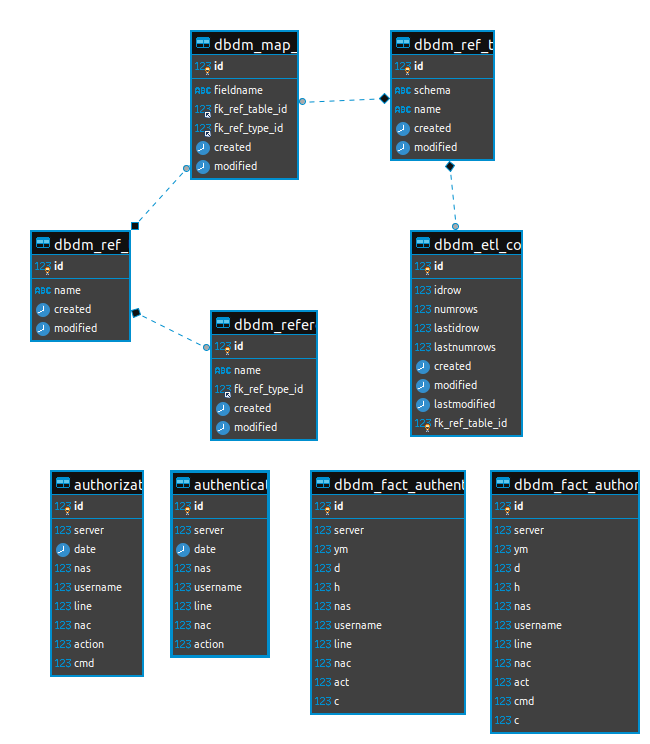 dbdm_map_
123 id
ABC fieldname
123 fk_ref_table_id
123 fk_ref_type_id
created
modified
dbdm_ref_t
123 id
ABC schema
ABC name
created
modified
dbdm_ref_
123 id
ABC name
created
modified
dbdm_refere
123 id
ABC name
123 fk_ref_type_id
created
modified
dbdm_etl_co
123 id
123 idrow
123 numrows
123 lastidrow
123 lastnumrows
created
modified
lastmodified
123 fk_ref_table_id
authorizat
123 id
123 server
date
123 nas
123 username
123 line
123 nac
123 action
123 cmd
authenticat
123 id
123 server
date
123 nas
123 username
123 line
123 nac
123 action
dbdm_fact_authent
123 id
123 server
123 ym
123 d
123 h
123 nas
123 username
123 line
123 nac
123 act
123 c
dbdm_fact_author
123 id
123 server
123 ym
123 d
123 h
123 nas
123 username
123 line
123 nac
123 act
123 cmd
123 c